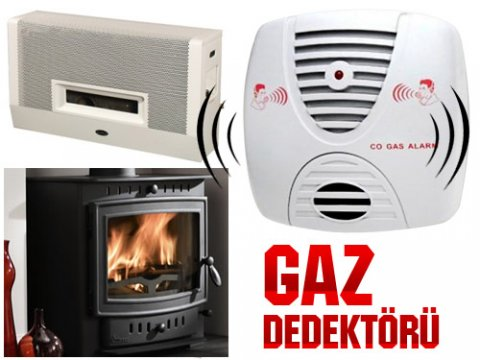 CO GAS ALARM
GAZ
DEDEKTÖRÜ